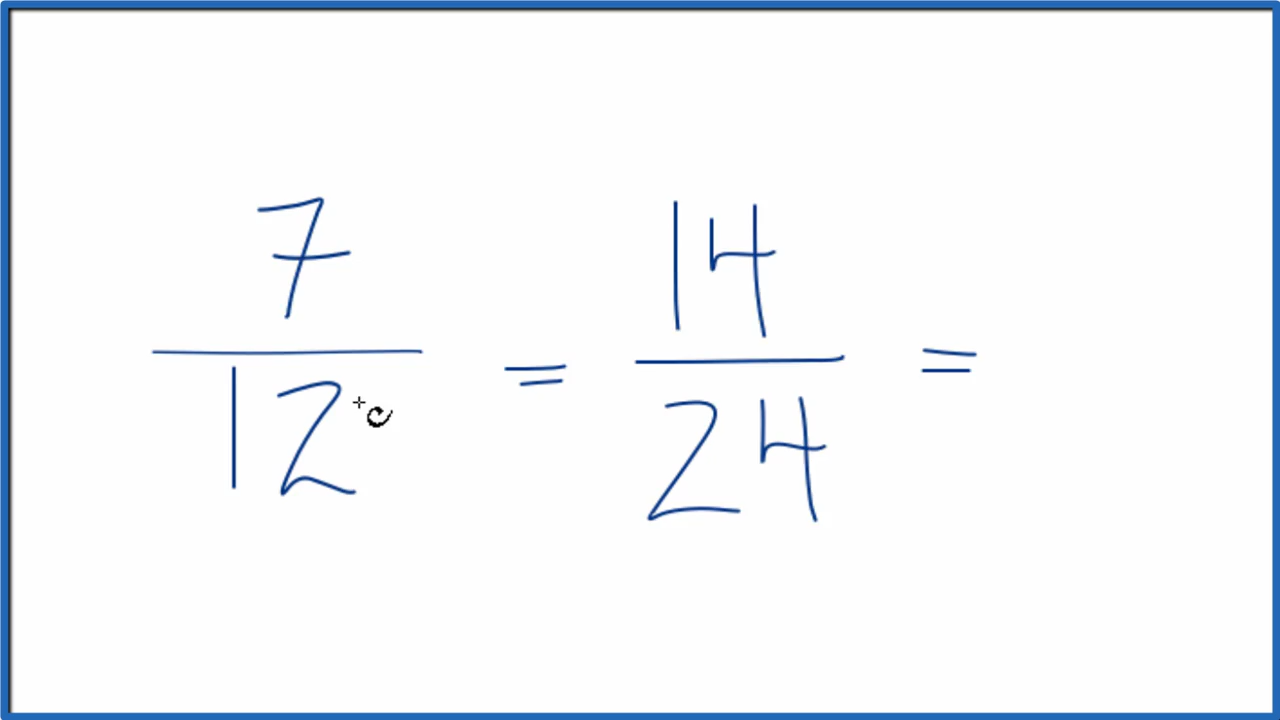 7/12 = 14/24 =